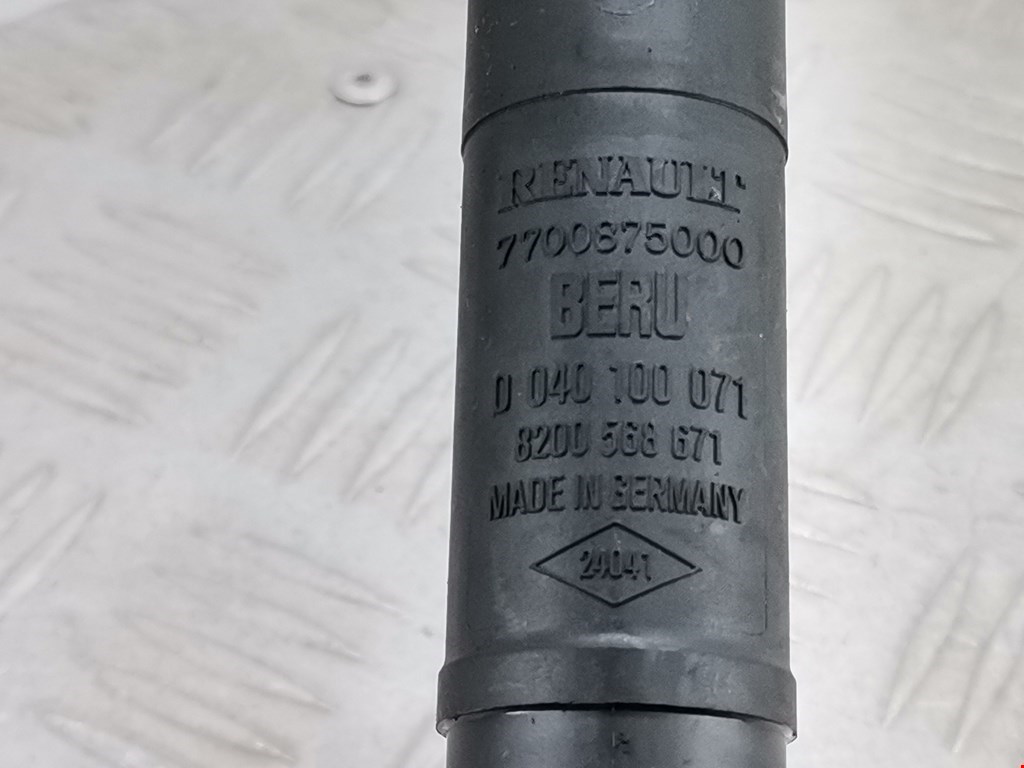 RENAULT
7700875000
BERU
0 040 100 071
8200 568 671
MADE IN GERMANY
24041